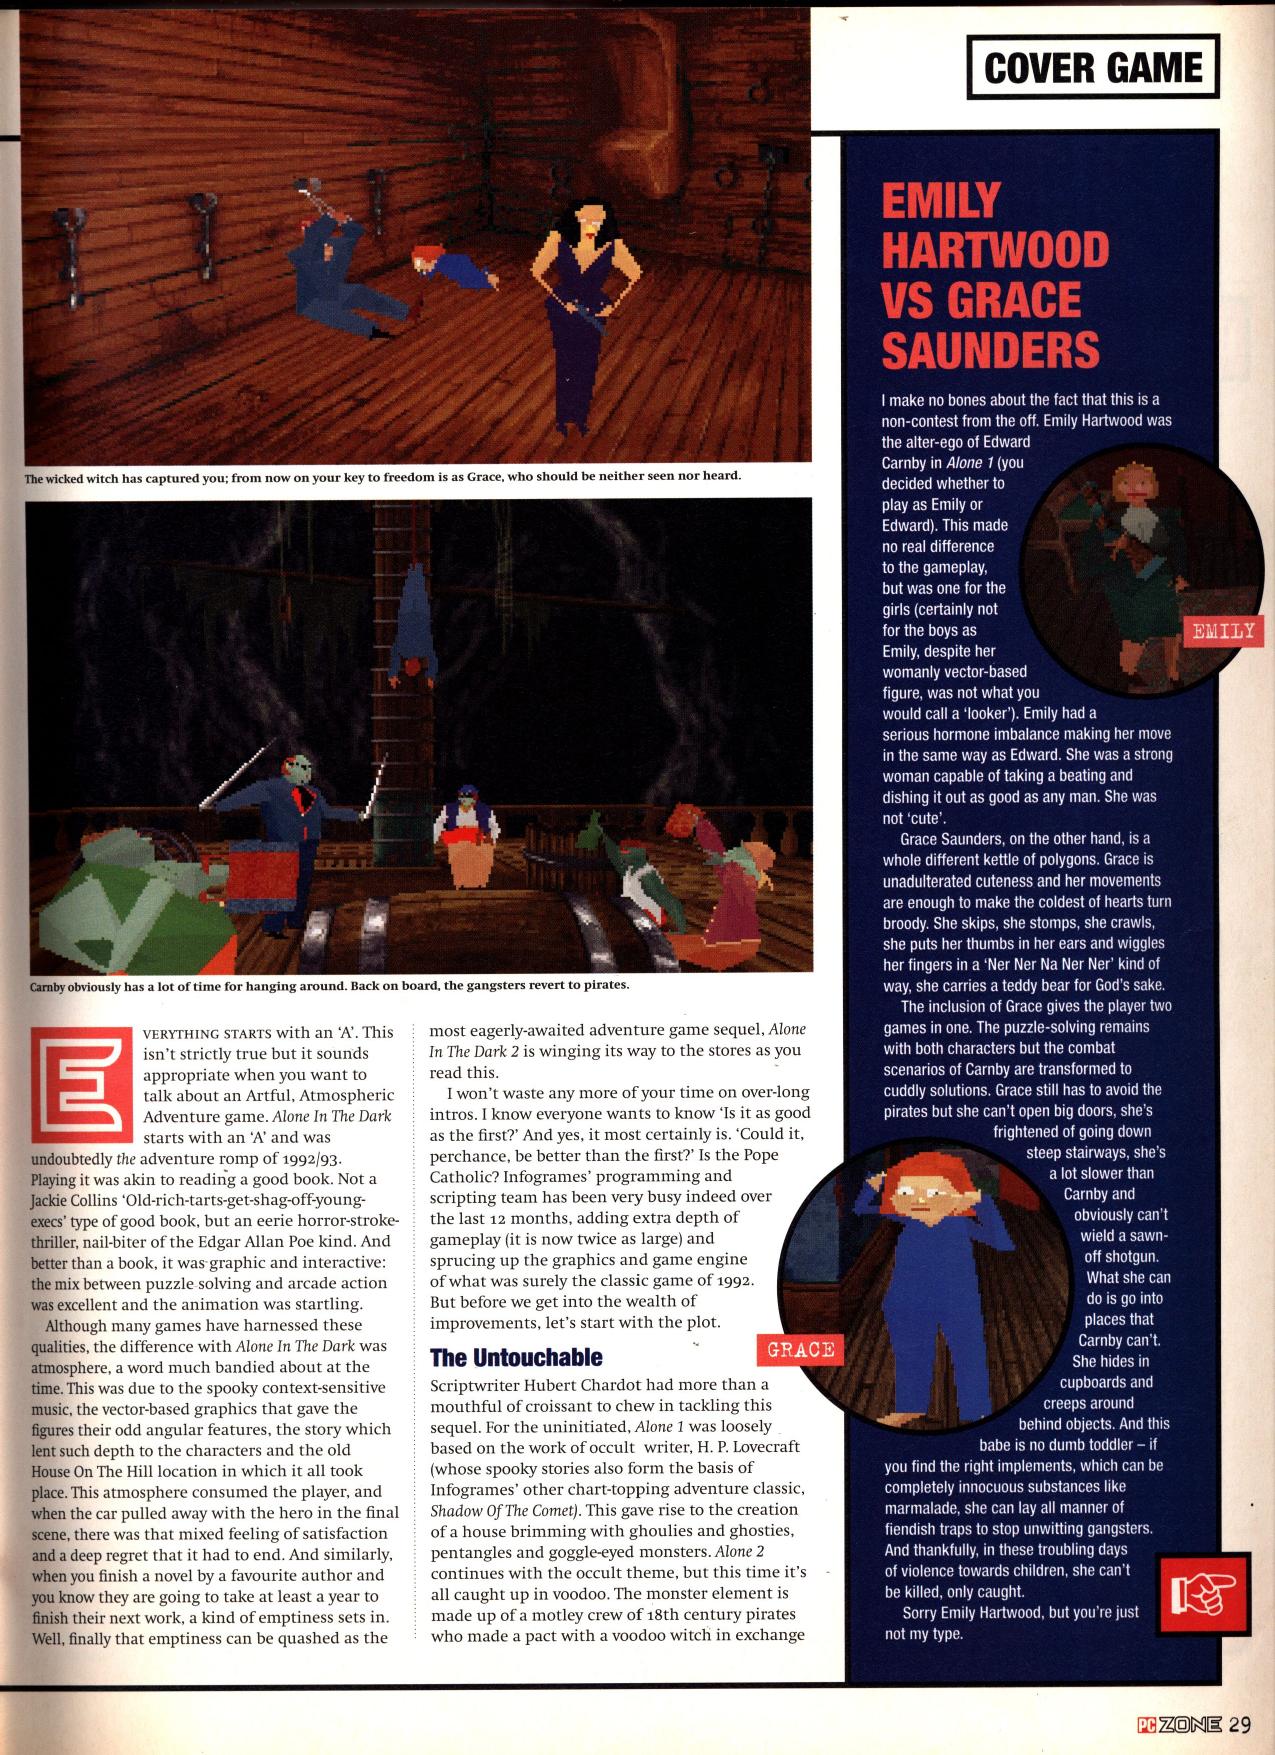 COVER GAME
The wicked witch has captured you; from now on your key to freedom is as Grace, who should be neither seen nor heard.
Carnby obviously has a lot of time for hanging around. Back on board, the gangsters revert to pirates.
EVERYTHING STARTS with an ‘A’. This
isn’t strictly true but it sounds
appropriate when you want to
talk about an Artful, Atmospheric
Adventure game. Alone In The Dark
starts with an ‘A’ and was
undoubtedly the adventure romp of 1992/93.
Playing it was akin to reading a good book. Not a
Jackie Collins ‘Old-rich-tarts-get-shag-off-young-
execs’ type of good book, but an eerie horror-stroke-
thriller, nail-biter of the Edgar Allan Poe kind. And
better than a book, it was graphic and interactive:
the mix between puzzle solving and arcade action
was excellent and the animation was startling.
Although many games have harnessed these
qualities, the difference with Alone In The Dark was
atmosphere, a word much bandied about at the
time. This was due to the spooky context-sensitive
music, the vector-based graphics that gave the
figures their odd angular features, the story which
lent such depth to the characters and the old
House On The Hill location in which it all took
place. This atmosphere consumed the player, and
when the car pulled away with the hero in the final
scene, there was that mixed feeling of satisfaction
and a deep regret that it had to end. And similarly,
when you finish a novel by a favourite author and
you know they are going to take at least a year to
finish their next work, a kind of emptiness sets in.
Well, finally that emptiness can be quashed as the
most eagerly-awaited adventure game sequel, Alone
In The Dark 2 is winging its way to the stores as you
read this.
I won’t waste any more of your time on over-long
intros. I know everyone wants to know ‘Is it as good
as the first?’ And yes, it most certainly is. ‘Could it,
perchance, be better than the first?’ Is the Pope
Catholic? Infogrames’ programming and
scripting team has been very busy indeed over
the last 12 months, adding extra depth of
gameplay (it is now twice as large) and
sprucing up the graphics and game engine
of what was surely the classic game of 1992.
But before we get into the wealth of
improvements, let’s start with the plot.
The Untouchable
Scriptwriter Hubert Chardot had more than a
mouthful of croissant to chew in tackling this
sequel. For the uninitiated, Alone 1 was loosely
based on the work of occult writer, H. P. Lovecraft
(whose spooky stories also form the basis of
Infogrames’ other chart-topping adventure classic,
Shadow Of The Comet). This gave rise to the creation
of a house brimming with ghoulies and ghosties,
pentangles and goggle-eyed monsters. Alone 2
continues with the occult theme, but this time it’s
all caught up in voodoo. The monster element is
made up of a motley crew of 18th century pirates
who made a pact with a voodoo witch in exchange
EMILY
HARTWOOD
VS GRACE
SAUNDERS
I make no bones about the fact that this is a
non-contest from the off. Emily Hartwood was
the alter-ego of Edward
Carnby in Alone 1 (you
decided whether to
play as Emily or
Edward). This made
no real difference
to the gameplay,
but was one for the
girls (certainly not
for the boys as
Emily, despite her
womanly vector-based
figure, was not what you
would call a ‘looker’). Emily had a
serious hormone imbalance making her move
in the same way as Edward. She was a strong
woman capable of taking a beating and
dishing it out as good as any man. She was
not ‘cute’.
Grace Saunders, on the other hand, is a
whole different kettle of polygons. Grace is
unadulterated cuteness and her movements
are enough to make the coldest of hearts turn
broody. She skips, she stomps, she crawls,
she puts her thumbs in her ears and wiggles
her fingers in a ‘Ner Ner Na Ner Ner’ kind of
way, she carries a teddy bear for God’s sake.
The inclusion of Grace gives the player two
games in one. The puzzle-solving remains
with both characters but the combat
scenarios of Carnby are transformed to
cuddly solutions. Grace still has to avoid the
pirates but she can’t open big doors, she’s
frightened of going down
steep stairways, she’s
a lot slower than
Carnby and
obviously can’t
wield a sawn-
off shotgun.
What she can
do is go into
places that
Carnby can’t.
She hides in
cupboards and
creeps around
behind objects. And this
babe is no dumb toddler – if
you find the right implements, which can be
completely innocuous substances like
marmalade, she can lay all manner of
fiendish traps to stop unwitting gangsters.
And thankfully, in these troubling days
of violence towards children, she can’t
be killed, only caught.
Sorry Emily Hartwood, but you’re just
not my type.
EMILY
GRACE
PC ZONE 29